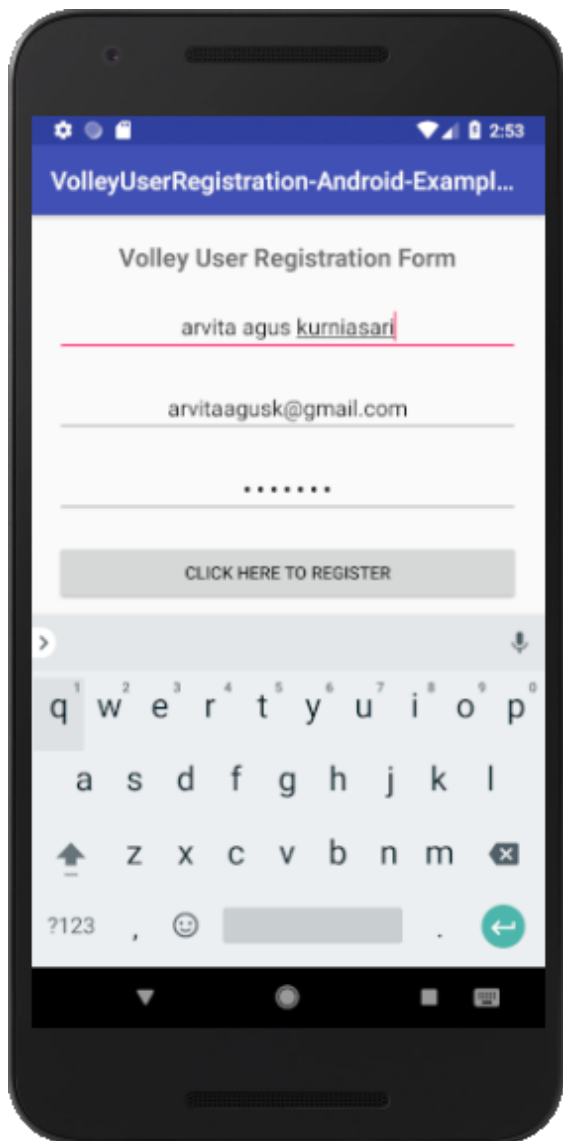 2:53
VolleyUserRegistration-Android-Exampl...
Volley User Registration Form
arvita agus kurniasari
arvitaagusk@gmail.com
•••••••
CLICK HERE TO REGISTER
1 2 3 4 5 6 7 8 9 0
q w e r t y u i o p
a s d f g h j k l
z x c v b n m
?123 , .